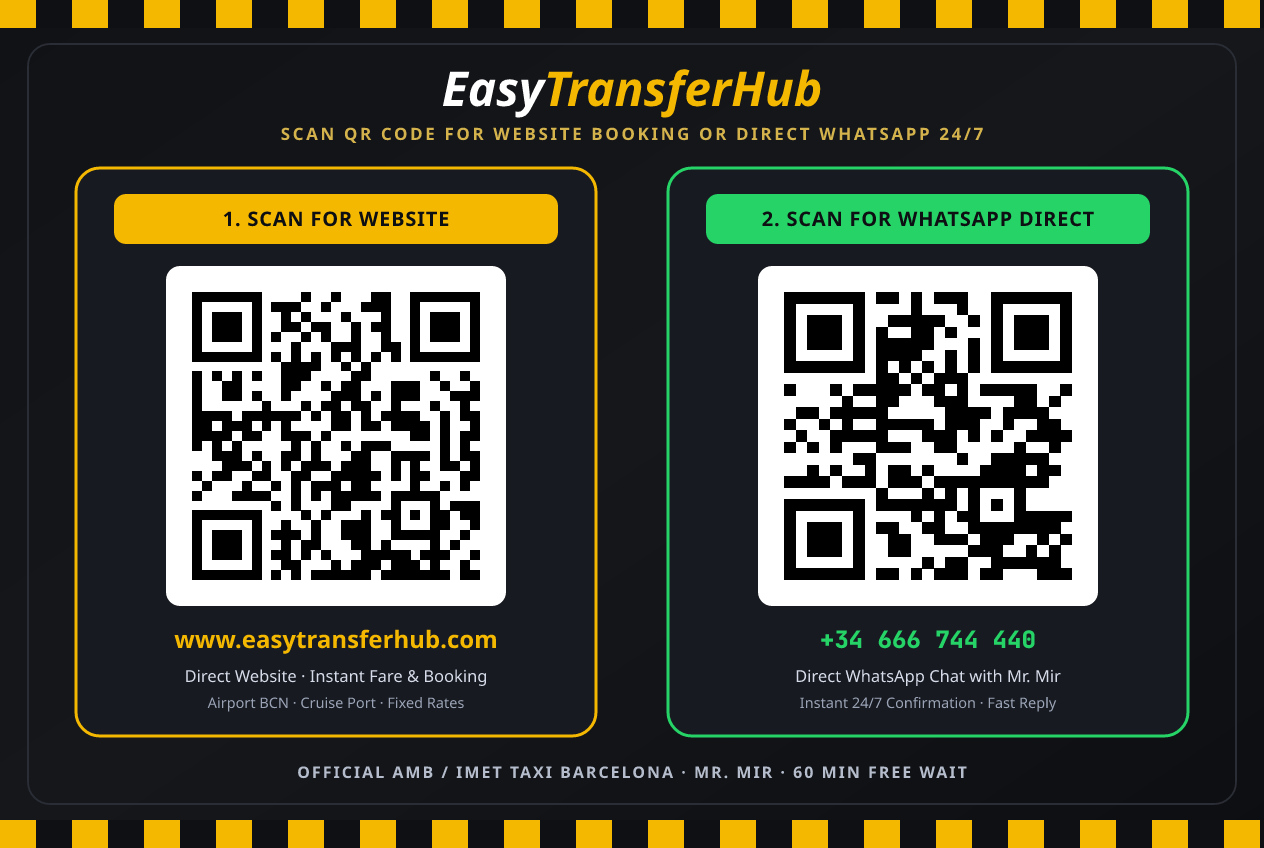 EasyTransferHub
SCAN QR CODE FOR WEBSITE BOOKING OR DIRECT WHATSAPP 24/7
1. SCAN FOR WEBSITE
www.easytransferhub.com
Direct Website · Instant Fare & Booking
Airport BCN · Cruise Port · Fixed Rates
2. SCAN FOR WHATSAPP DIRECT
+34 666 744 440
Direct WhatsApp Chat with Mr. Mir
Instant 24/7 Confirmation · Fast Reply
OFFICIAL AMB / IMET TAXI BARCELONA · MR. MIR · 60 MIN FREE WAIT